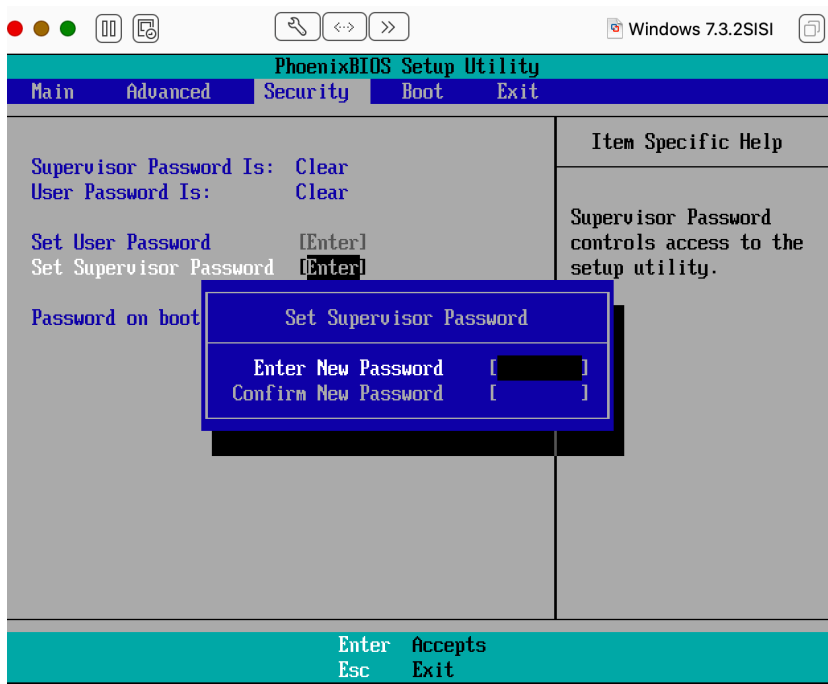 Windows 7.3.2SISI
PhoenixBIOS Setup Utility
Main Advanced Security Boot Exit
Item Specific Help
Supervisor Password Is: Clear
User Password Is: Clear
Supervisor Password
controls access to the
setup utility.
Set User Password [Enter]
Set Supervisor Password [Enter]
Password on boot
Set Supervisor Password
Enter New Password [ ]
Confirm New Password [ ]
Enter Accepts
Esc Exit